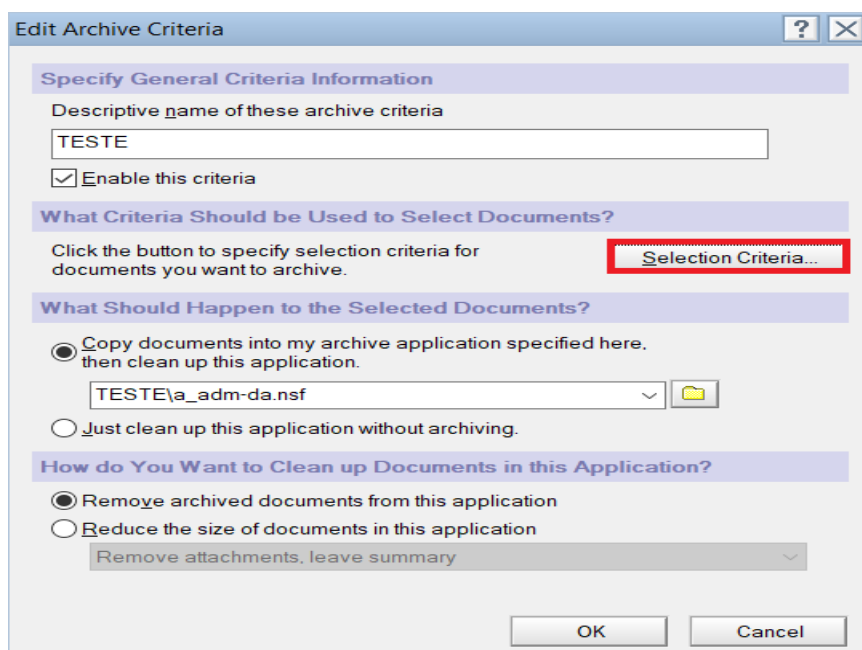 Edit Archive Criteria
?
Specify General Criteria Information
Descriptive name of these archive criteria
TESTE
Enable this criteria
What Criteria Should be Used to Select Documents?
Click the button to specify selection criteria for
documents you want to archive.
Selection Criteria...
What Should Happen to the Selected Documents?
Copy documents into my archive application specified here,
then clean up this application.
TESTE\a_adm-da.nsf
Just clean up this application without archiving.
How do You Want to Clean up Documents in this Application?
Remove archived documents from this application
Reduce the size of documents in this application
Remove attachments, leave summary
OK
Cancel